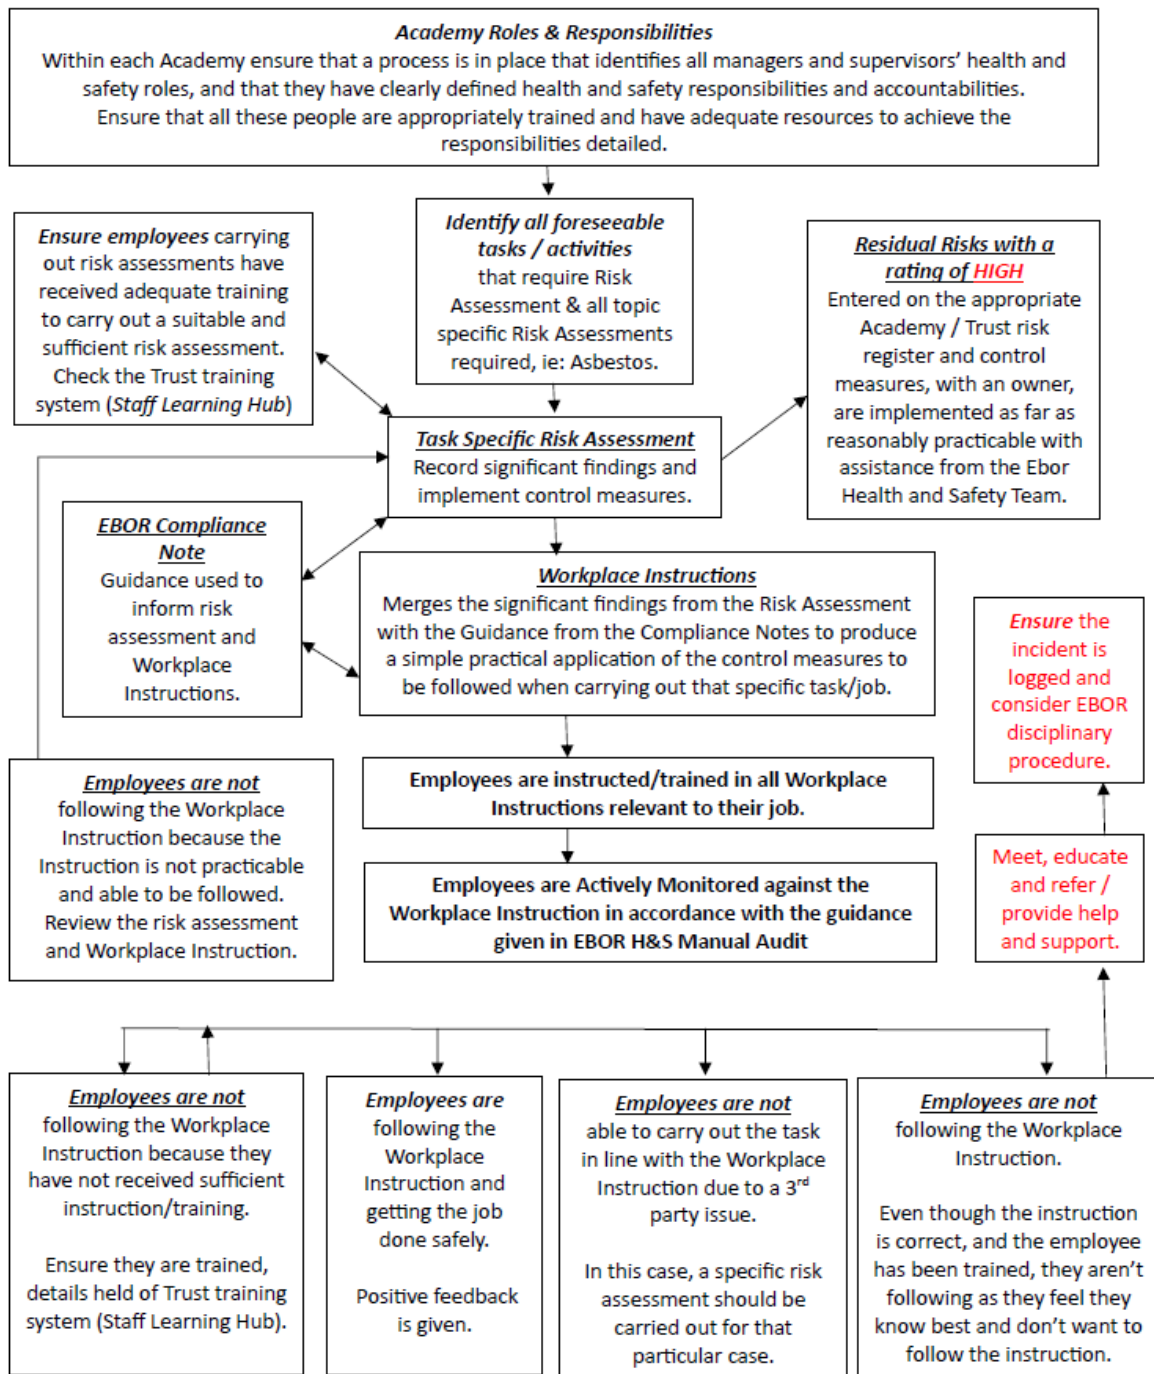 Academy Roles & Responsibilities
Within each Academy ensure that a process is in place that identifies all managers and supervisors' health and
safety roles, and that they have clearly defined health and safety responsibilities and accountabilities.
Ensure that all these people are appropriately trained and have adequate resources to achieve the
responsibilities detailed.
Ensure employees carrying
out risk assessments have
received adequate training
to carry out a suitable and
sufficient risk assessment.
Check the Trust training
system (Staff Learning Hub)
Identify all foreseeable
tasks / activities
that require Risk
Assessment & all topic
specific Risk Assessments
required, ie: Asbestos.
Residual Risks with a
rating of HIGH
Entered on the appropriate
Academy / Trust risk
register and control
measures, with an owner,
are implemented as far as
reasonably practicable with
assistance from the Ebor
Health and Safety Team.
Task Specific Risk Assessment
Record significant findings and
implement control measures.
EBOR Compliance
Note
Guidance used to
inform risk
assessment and
Workplace
Instructions.
Workplace Instructions
Merges the significant findings from the Risk Assessment
with the Guidance from the Compliance Notes to produce
a simple practical application of the control measures to
be followed when carrying out that specific task/job.
Ensure the
incident is
logged and
consider EBOR
disciplinary
procedure.
Employees are not
following the Workplace
Instruction because the
Instruction is not practicable
and able to be followed.
Review the risk assessment
and Workplace Instruction.
Employees are instructed/trained in all Workplace
Instructions relevant to their job.
Meet, educate
and refer /
provide help
and support.
Employees are Actively Monitored against the
Workplace Instruction in accordance with the guidance
given in EBOR H&S Manual Audit
Employees are not
following the Workplace
Instruction because they
have not received sufficient
instruction/training.
Ensure they are trained,
details held of Trust training
system (Staff Learning Hub).
Employees are
following the
Workplace
Instruction and
getting the job
done safely.
Positive feedback
is given.
Employees are not
able to carry out the task
in line with the Workplace
Instruction due to a 3rd
party issue.
In this case, a specific risk
assessment should be
carried out for that
particular case.
Employees are not
following the Workplace
Instruction.
Even though the instruction
is correct, and the employee
has been trained, they aren't
following as they feel they
know best and don't want to
follow the instruction.